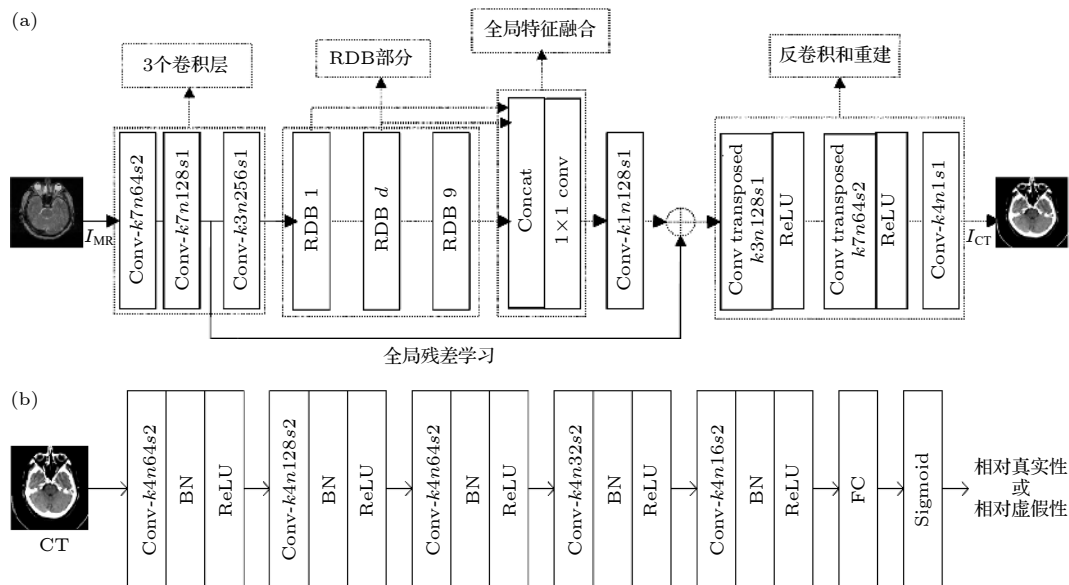 (a)
3个卷积层
RDB部分
全局特征融合
反卷积和重建
I_MR
Conv-k7n64s2
Conv-k7n128s1
Conv-k3n256s1
RDB 1
RDB d
RDB 9
Concat
1×1 conv
Conv-k1n128s1
Conv transposed
k3n128s1
ReLU
Conv transposed
k7n64s2
ReLU
Conv-k4n1s1
I_CT
全局残差学习
(b)
CT
Conv-k4n64s2
BN
ReLU
Conv-k4n128s2
BN
ReLU
Conv-k4n64s2
BN
ReLU
Conv-k4n32s2
BN
ReLU
Conv-k4n16s2
BN
ReLU
FC
Sigmoid
相对真实性
或
相对虚假性